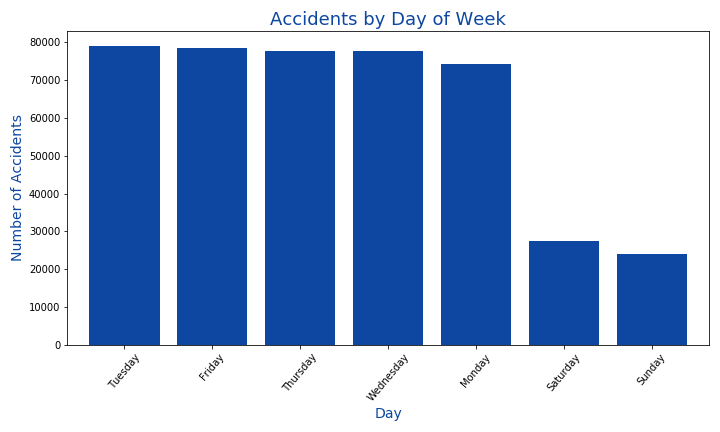 Accidents by Day of Week
Number of Accidents
80000
70000
60000
50000
40000
30000
20000
10000
0
Tuesday
Friday
Thursday
Wednesday
Monday
Saturday
Sunday
Day